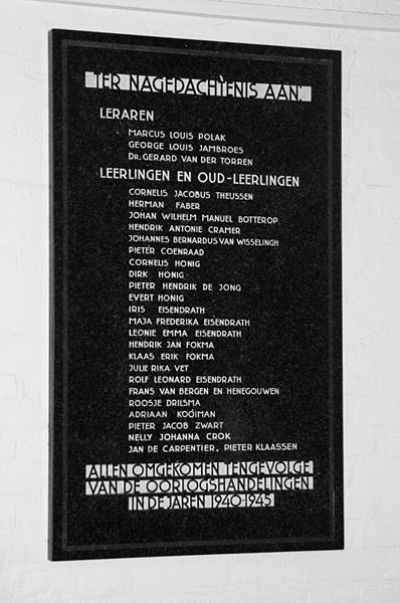 TER NAGEDACHTENIS AAN:
LERAREN
MARCUS LOUIS POLAK
GEORGE LOUIS JAMBROES
DR. GERARD VAN DER TORREN
LEERLINGEN EN OUD-LEERLINGEN
CORNELIS JACOBUS THEUSSEN
HERMAN FABER
JOHAN WILHELM MANUEL BOTTEROP
HENDRIK ANTONIE CRAMER
JOHANNES BERNARDUS VAN WISSELINGH
PIETER COENRAAD
CORNELIS HONIG
DIRK HONIG
PIETER HENDRIK DE JONG
EVERT HONIG
IRIS EISENDRATH
MAJA FREDERIKA EISENDRATH
LEONIE EMMA EISENDRATH
HENDRIK JAN FOKMA
KLAAS ERIK FOKMA
JULIE RIKA VET
ROLF LEONARD EISENDRATH
FRANS VAN BERGEN EN HENEGOUWEN
ROOSJE DRILSMA
ADRIAAN KOOIMAN
PIETER JACOB ZWART
NELLY JOHANNA CROK
JAN DE CARPENTIER, PIETER KLAASSEN
ALLEN OMGEKOMEN TENGEVOLGE
VAN DE OORLOGSHANDELINGEN
IN DE JAREN 1940-1945